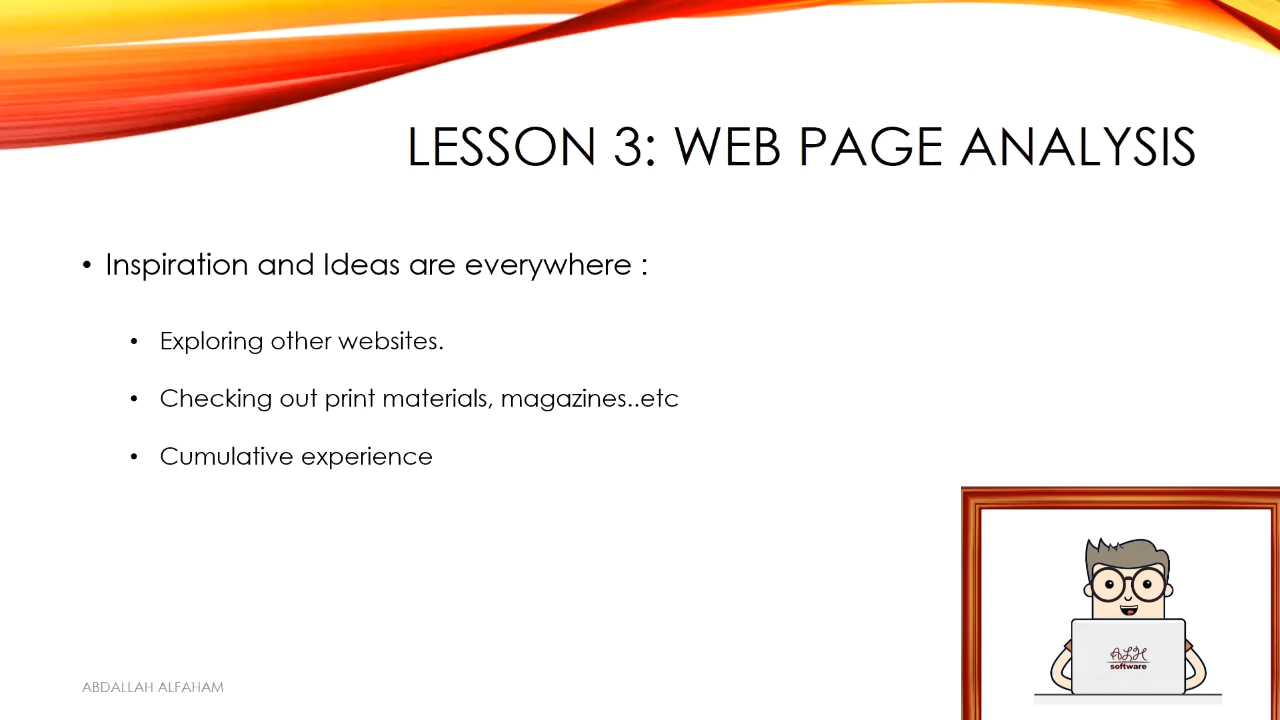 LESSON 3: WEB PAGE ANALYSIS
• Inspiration and Ideas are everywhere :
• Exploring other websites.
• Checking out print materials, magazines..etc
• Cumulative experience
software
ABDALLAH ALFAHAM